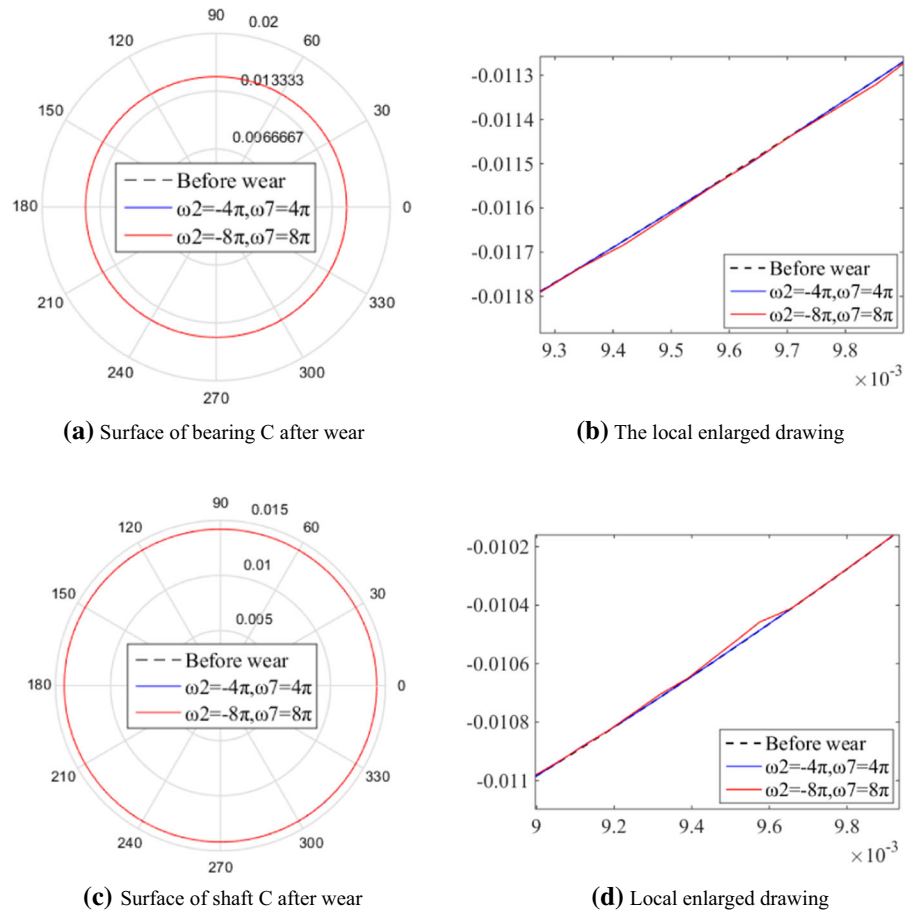 90
0.02
120
60
0.013333
150
30
0.0066667
Before wear
ω2=-4π,ω7=4π
ω2=-8π,ω7=8π
180
0
210
330
240
300
270
(a) Surface of bearing C after wear
-0.0113
-0.0114
-0.0115
-0.0116
-0.0117
-0.0118
Before wear
ω2=-4π,ω7=4π
ω2=-8π,ω7=8π
9.3 9.4 9.5 9.6 9.7 9.8 9.9
×10⁻³
(b) The local enlarged drawing
90
0.015
120
60
0.01
150
30
0.005
Before wear
ω2=-4π,ω7=4π
ω2=-8π,ω7=8π
180
0
210
330
240
300
270
(c) Surface of shaft C after wear
-0.0102
-0.0104
-0.0106
-0.0108
-0.011
Before wear
ω2=-4π,ω7=4π
ω2=-8π,ω7=8π
9 9.2 9.4 9.6 9.8
×10⁻³
(d) Local enlarged drawing